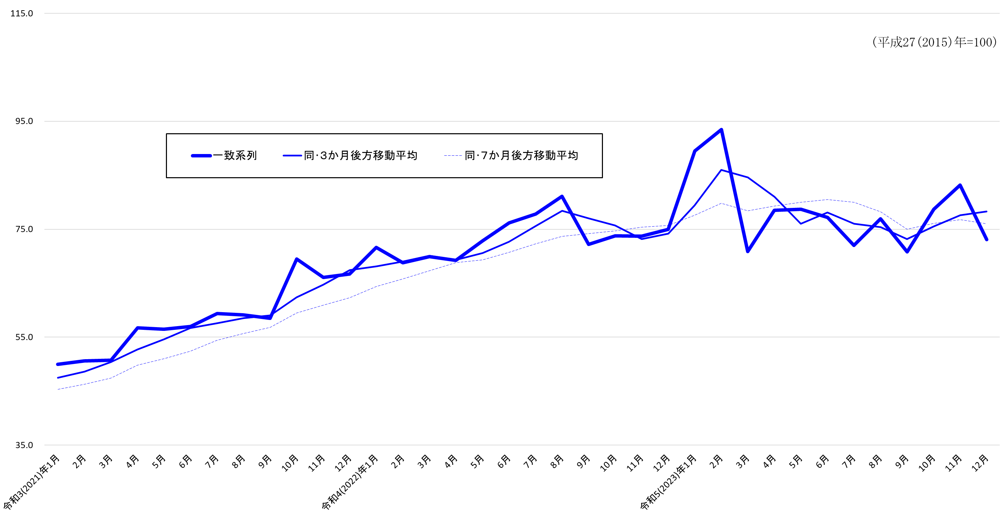 115.0
(平成27(2015)年=100)
95.0
一致系列 同･3か月後方移動平均 同･7か月後方移動平均
75.0
55.0
35.0
令和3(2021)年1月 2月 3月 4月 5月 6月 7月 8月 9月 10月 11月 12月 令和4(2022)年1月 2月 3月 4月 5月 6月 7月 8月 9月 10月 11月 12月 令和5(2023)年1月 2月 3月 4月 5月 6月 7月 8月 9月 10月 11月 12月